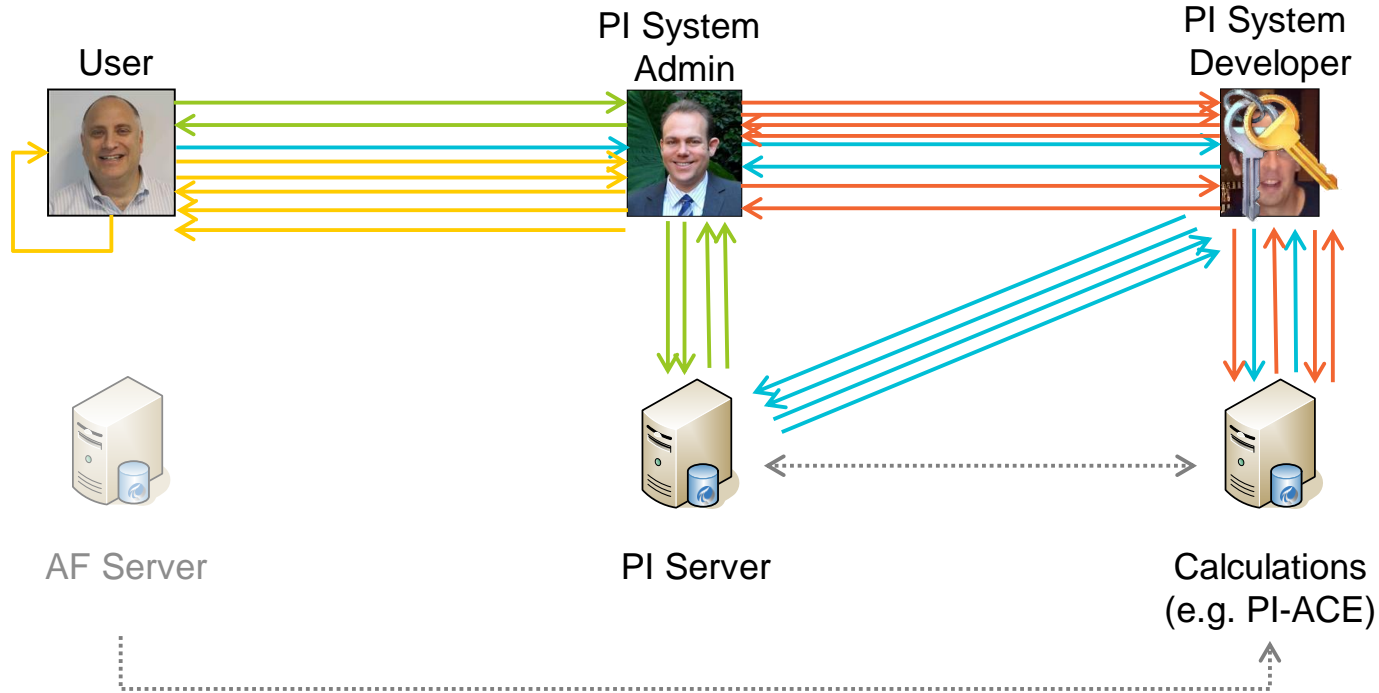 User
PI System
Admin
PI System
Developer
AF Server
PI Server
Calculations
(e.g. PI-ACE)